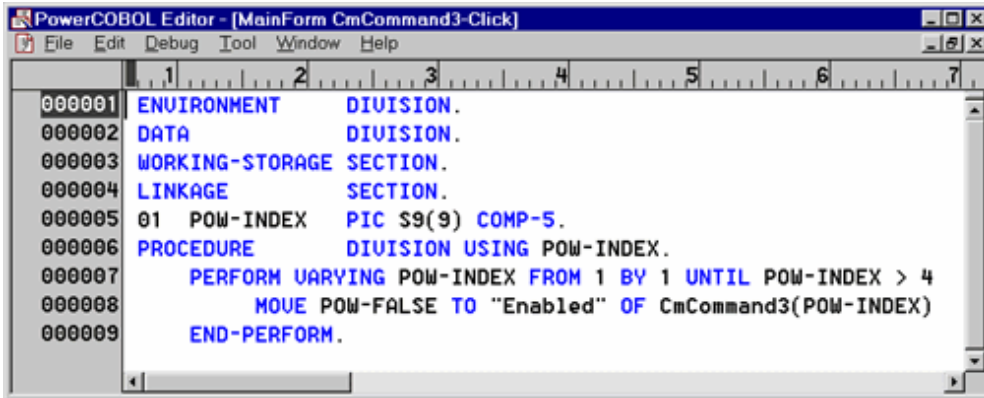 PowerCOBOL Editor - [MainForm CmCommand3-Click]
File Edit Debug Tool Window Help
1 2 3 4 5 6 7
000001 ENVIRONMENT DIVISION.
000002 DATA DIVISION.
000003 WORKING-STORAGE SECTION.
000004 LINKAGE SECTION.
000005 01 POW-INDEX PIC S9(9) COMP-5.
000006 PROCEDURE DIVISION USING POW-INDEX.
000007 PERFORM VARYING POW-INDEX FROM 1 BY 1 UNTIL POW-INDEX > 4
000008 MOVE POW-FALSE TO "Enabled" OF CmCommand3(POW-INDEX)
000009 END-PERFORM.